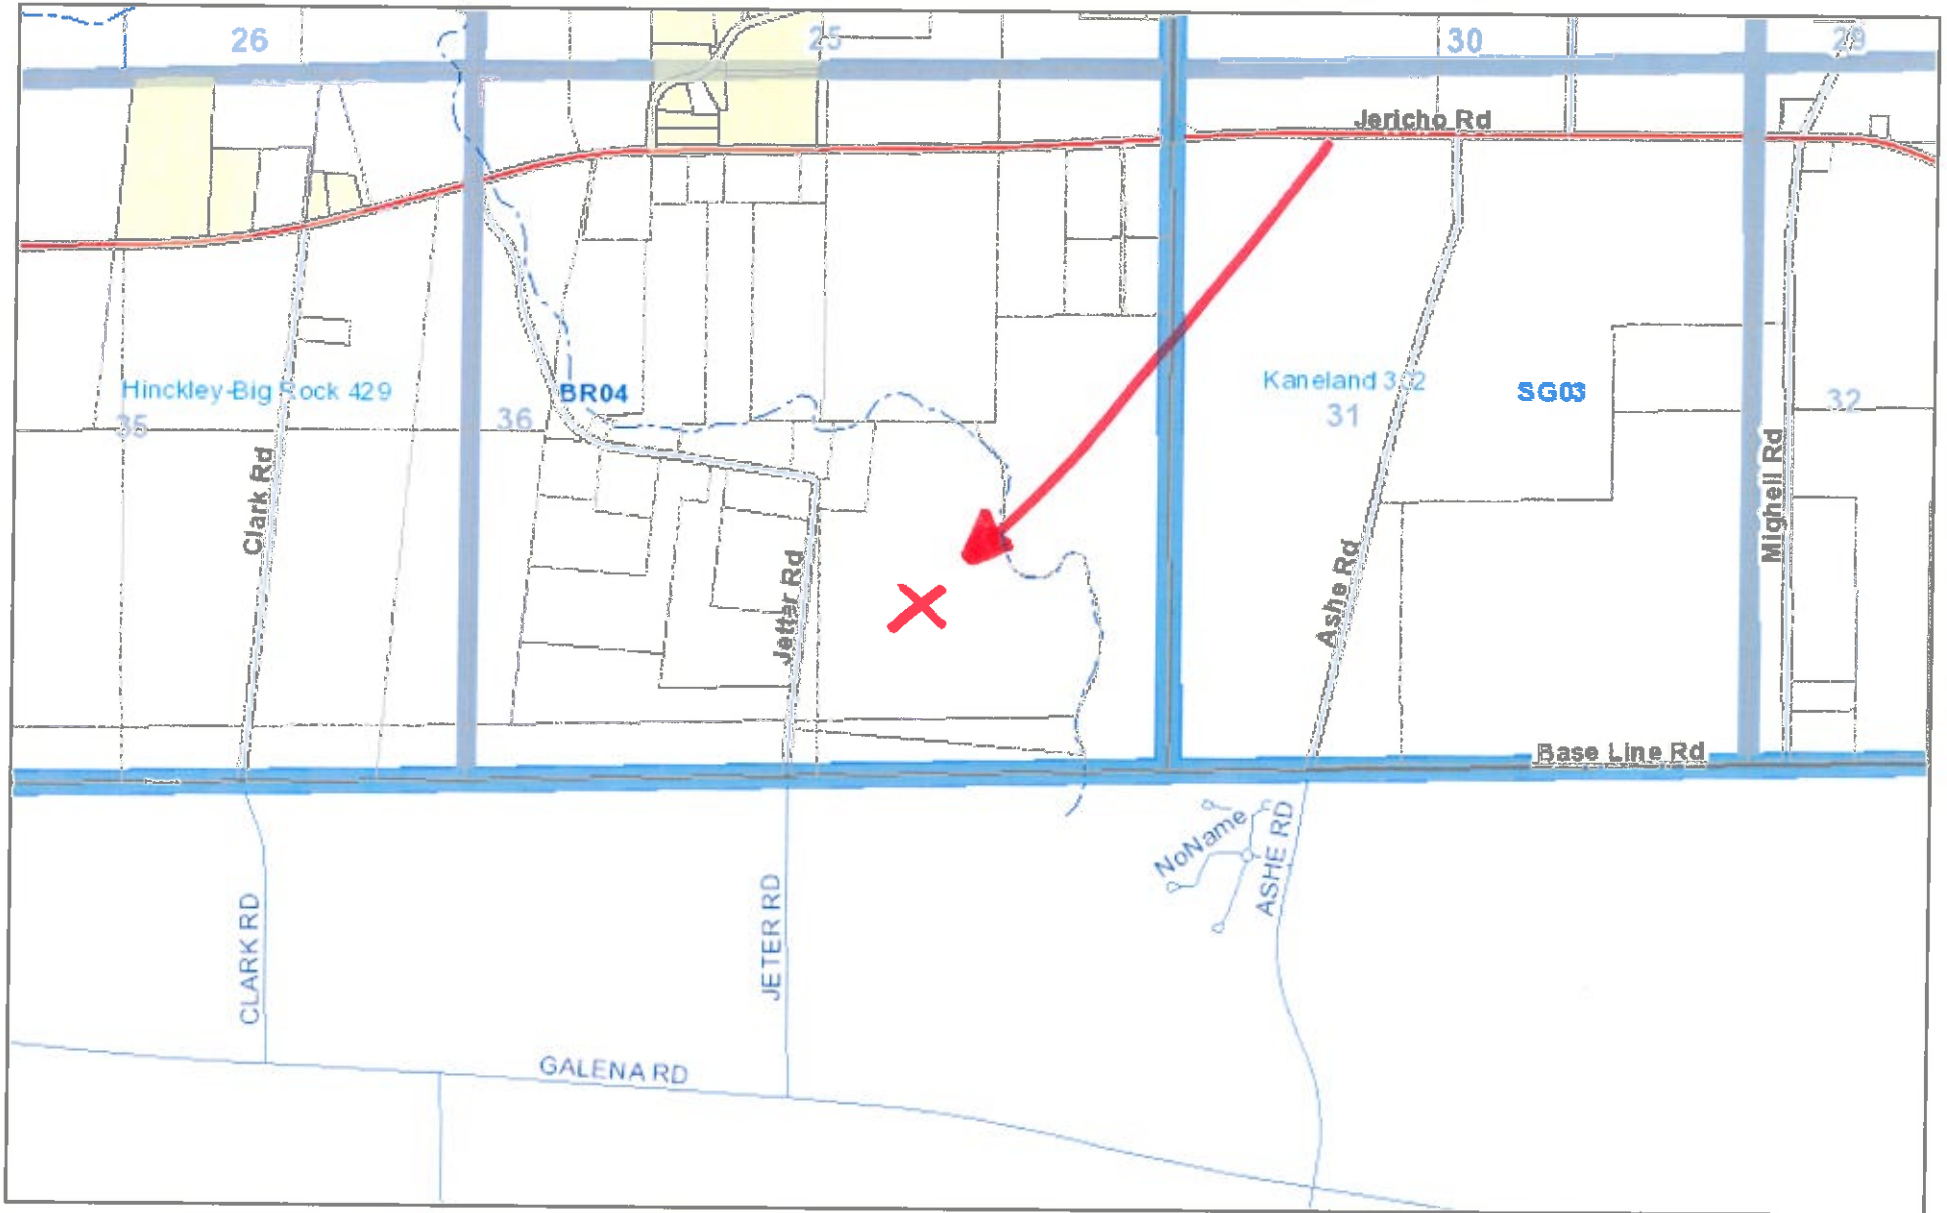 26
25
30
29
Jericho Rd
Hinckley-Big Rock 429
BR04
Kaneland 302
SG03
35
36
31
32
Clark Rd
Jetter Rd
Ashe Rd
Mighell Rd
Base Line Rd
NoName
ASHE RD
CLARK RD
JETER RD
GALENA RD